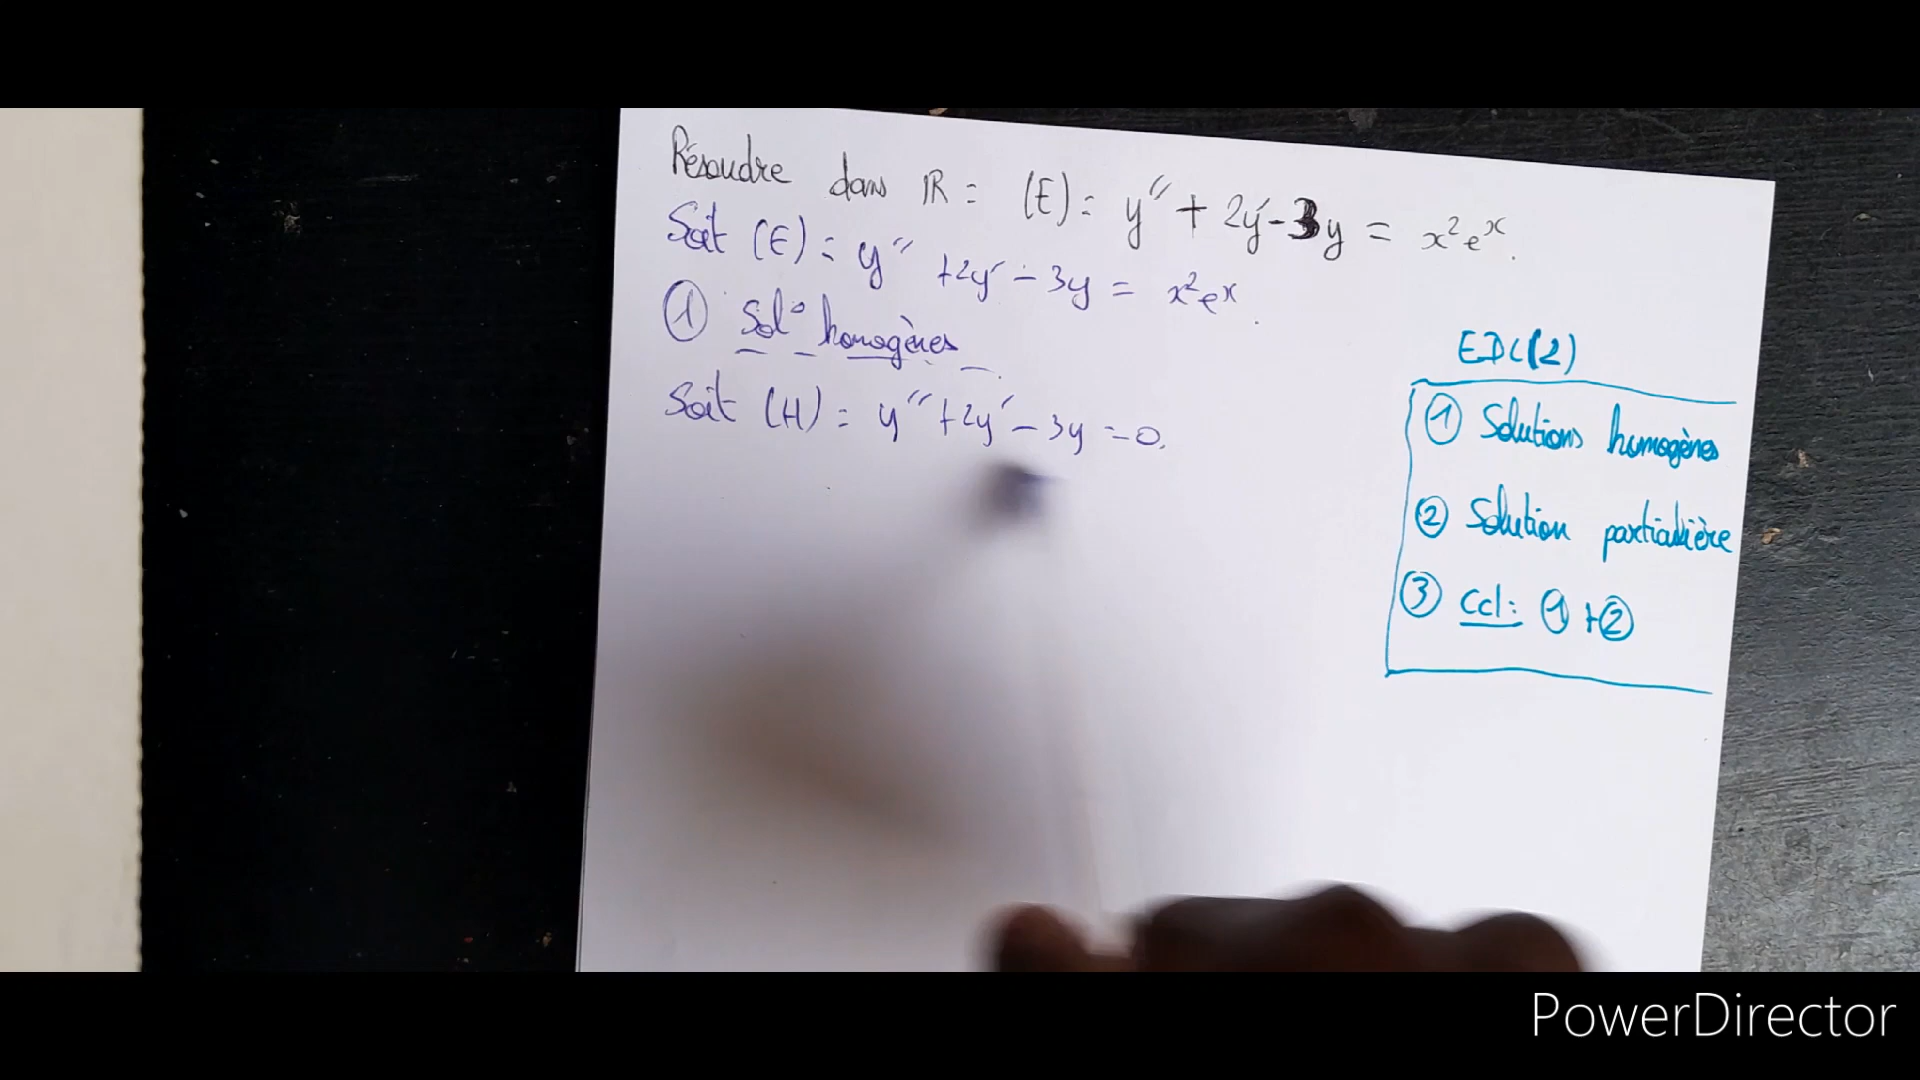 Résoudre dans ℝ : (E) : y'' + 2y' - 3y = x²eˣ.
Soit (E) : y'' + 2y' - 3y = x²eˣ.
① Sol° homogènes
Soit (H) : y'' + 2y' - 3y = 0.
EDL(2)
① Solutions homogènes
② Solution particulière
③ Ccl : ① + ②
PowerDirector